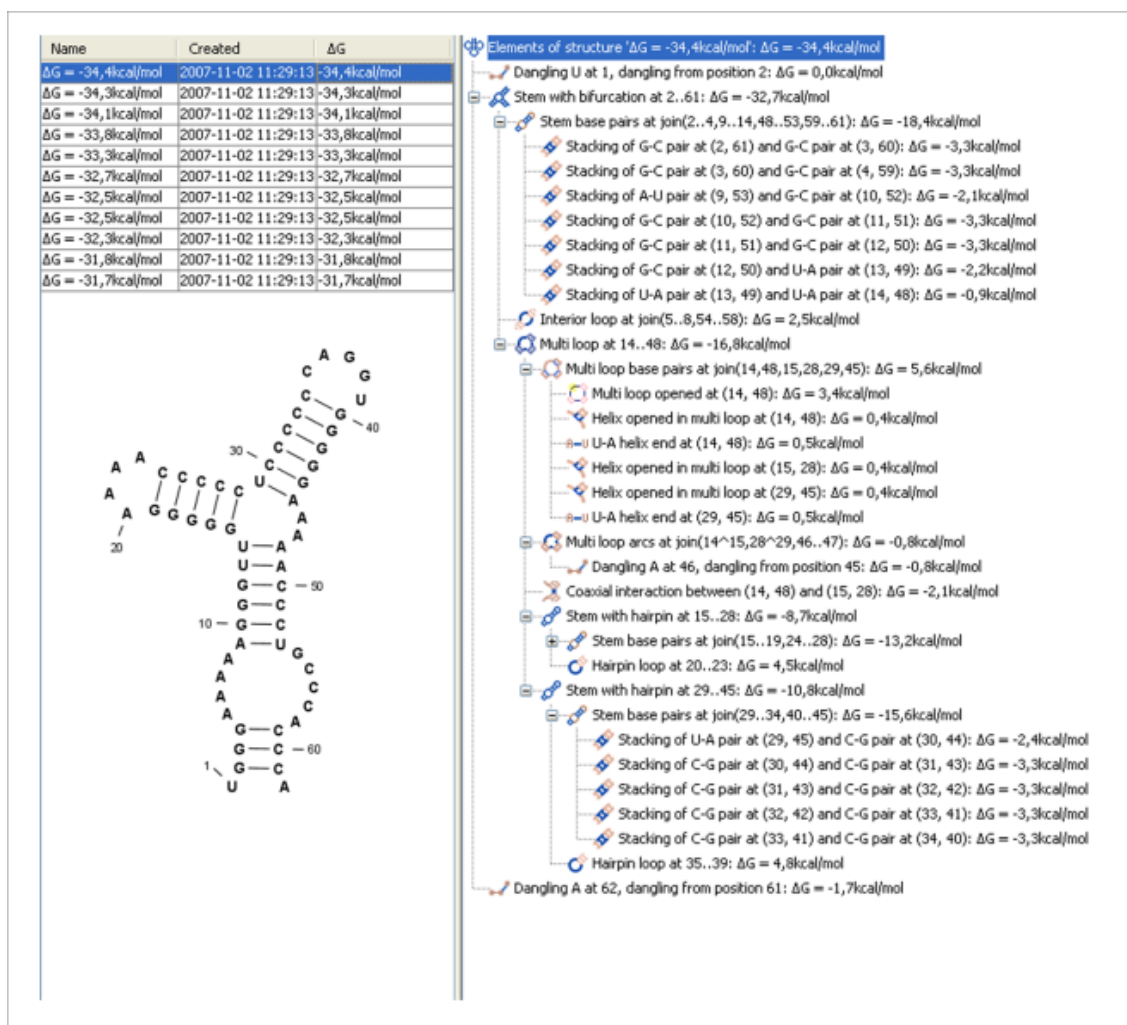 Name Created ΔG
ΔG = -34,4kcal/mol 2007-11-02 11:29:13 -34,4kcal/mol
ΔG = -34,3kcal/mol 2007-11-02 11:29:13 -34,3kcal/mol
ΔG = -34,1kcal/mol 2007-11-02 11:29:13 -34,1kcal/mol
ΔG = -33,8kcal/mol 2007-11-02 11:29:13 -33,8kcal/mol
ΔG = -33,3kcal/mol 2007-11-02 11:29:13 -33,3kcal/mol
ΔG = -32,7kcal/mol 2007-11-02 11:29:13 -32,7kcal/mol
ΔG = -32,5kcal/mol 2007-11-02 11:29:13 -32,5kcal/mol
ΔG = -32,5kcal/mol 2007-11-02 11:29:13 -32,5kcal/mol
ΔG = -32,3kcal/mol 2007-11-02 11:29:13 -32,3kcal/mol
ΔG = -31,8kcal/mol 2007-11-02 11:29:13 -31,8kcal/mol
ΔG = -31,7kcal/mol 2007-11-02 11:29:13 -31,7kcal/mol
A G
C G
C U
C G 40
C G
C G
30 C G
C G
U A
A A C C C C C
A A
A A G G G G G
20
U A
U A
G C 50
G C
10 G C
A U
A G
A C
A C
A A
G C
G C 60
1 G C
U A
Elements of structure 'ΔG = -34,4kcal/mol': ΔG = -34,4kcal/mol
Dangling U at 1, dangling from position 2: ΔG = 0,0kcal/mol
Stem with bifurcation at 2..61: ΔG = -32,7kcal/mol
Stem base pairs at join(2..4,9..14,48..53,59..61): ΔG = -18,4kcal/mol
Stacking of G-C pair at (2, 61) and G-C pair at (3, 60): ΔG = -3,3kcal/mol
Stacking of G-C pair at (3, 60) and G-C pair at (4, 59): ΔG = -3,3kcal/mol
Stacking of A-U pair at (9, 53) and G-C pair at (10, 52): ΔG = -2,1kcal/mol
Stacking of G-C pair at (10, 52) and G-C pair at (11, 51): ΔG = -3,3kcal/mol
Stacking of G-C pair at (11, 51) and G-C pair at (12, 50): ΔG = -3,3kcal/mol
Stacking of G-C pair at (12, 50) and U-A pair at (13, 49): ΔG = -2,2kcal/mol
Stacking of U-A pair at (13, 49) and U-A pair at (14, 48): ΔG = -0,9kcal/mol
Interior loop at join(5..8,54..58): ΔG = 2,5kcal/mol
Multi loop at 14..48: ΔG = -16,8kcal/mol
Multi loop base pairs at join(14,48,15,28,29,45): ΔG = 5,6kcal/mol
Multi loop opened at (14, 48): ΔG = 3,4kcal/mol
Helix opened in multi loop at (14, 48): ΔG = 0,4kcal/mol
U-A helix end at (14, 48): ΔG = 0,5kcal/mol
Helix opened in multi loop at (15, 28): ΔG = 0,4kcal/mol
Helix opened in multi loop at (29, 45): ΔG = 0,4kcal/mol
U-A helix end at (29, 45): ΔG = 0,5kcal/mol
Multi loop arcs at join(14^15,28^29,46..47): ΔG = -0,8kcal/mol
Dangling A at 46, dangling from position 45: ΔG = -0,8kcal/mol
Coaxial interaction between (14, 48) and (15, 28): ΔG = -2,1kcal/mol
Stem with hairpin at 15..28: ΔG = -8,7kcal/mol
Stem base pairs at join(15..19,24..28): ΔG = -13,2kcal/mol
Hairpin loop at 20..23: ΔG = 4,5kcal/mol
Stem with hairpin at 29..45: ΔG = -10,8kcal/mol
Stem base pairs at join(29..34,40..45): ΔG = -15,6kcal/mol
Stacking of U-A pair at (29, 45) and C-G pair at (30, 44): ΔG = -2,4kcal/mol
Stacking of C-G pair at (30, 44) and C-G pair at (31, 43): ΔG = -3,3kcal/mol
Stacking of C-G pair at (31, 43) and C-G pair at (32, 42): ΔG = -3,3kcal/mol
Stacking of C-G pair at (32, 42) and C-G pair at (33, 41): ΔG = -3,3kcal/mol
Stacking of C-G pair at (33, 41) and C-G pair at (34, 40): ΔG = -3,3kcal/mol
Hairpin loop at 35..39: ΔG = 4,8kcal/mol
Dangling A at 62, dangling from position 61: ΔG = -1,7kcal/mol